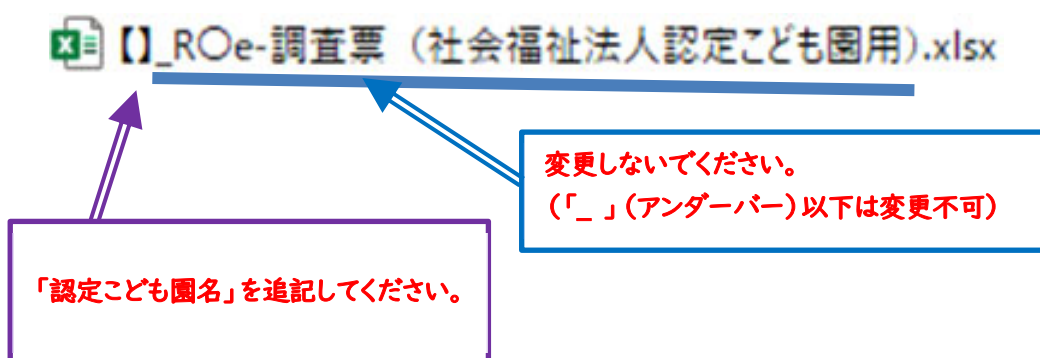 【】_R〇e-調査票（社会福祉法人認定こども園用）.xlsx
変更しないでください。
（「_ 」（アンダーバー）以下は変更不可）
「認定こども園名」を追記してください。